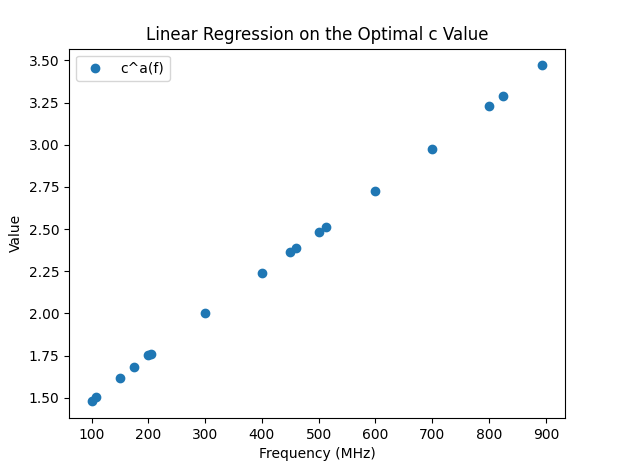 Linear Regression on the Optimal c Value
c^a(f)
3.50
3.25
3.00
2.75
2.50
2.25
2.00
1.75
1.50
Value
100 200 300 400 500 600 700 800 900
Frequency (MHz)